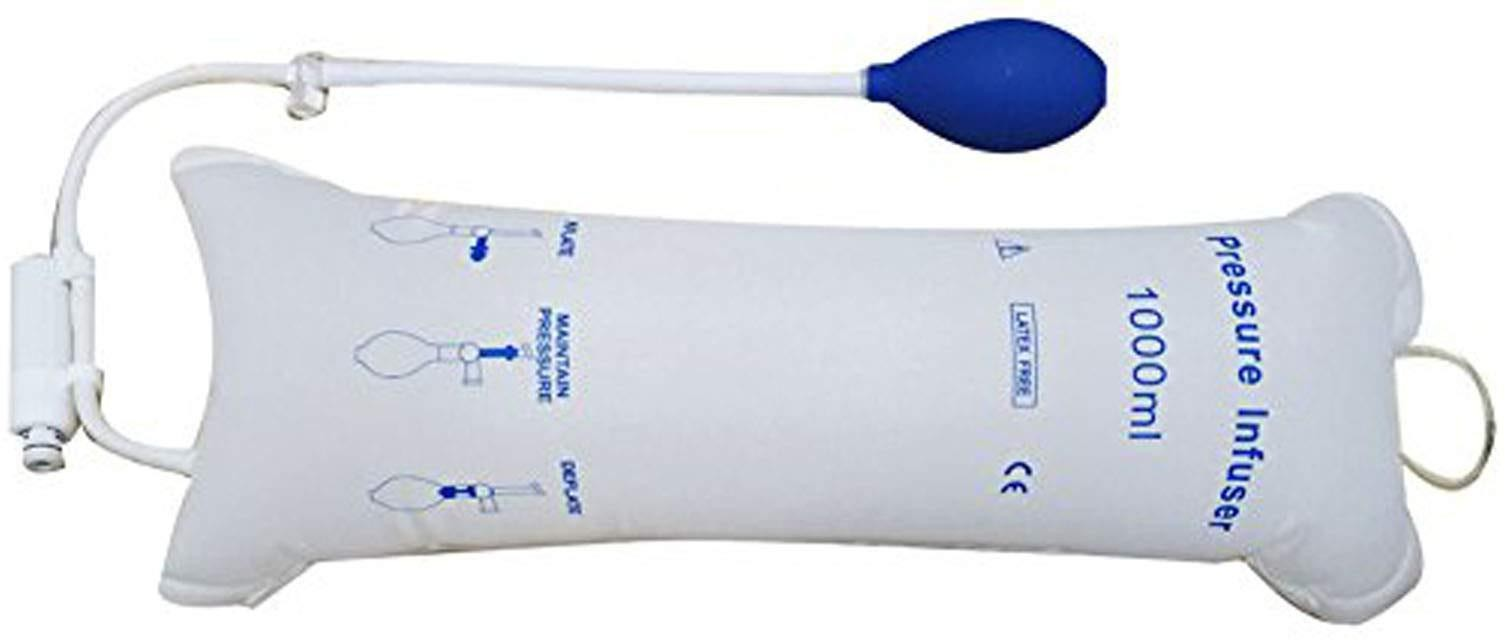 Pressure Infuser
1000ml
LATEX FREE
CE
INFLATE
MAINTAIN
PRESSURE
DEFLATE